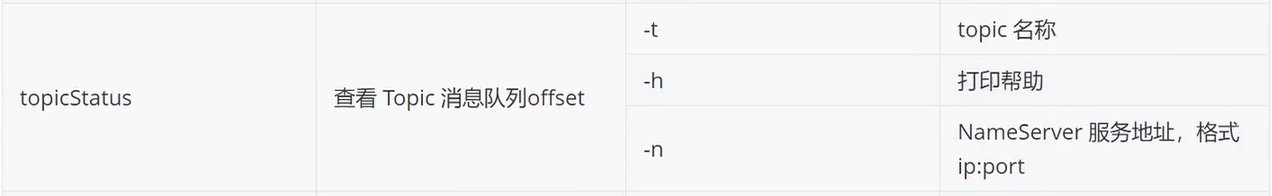 topicStatus
查看 Topic 消息队列offset
-t
topic 名称
-h
打印帮助
-n
NameServer 服务地址，格式
ip:port